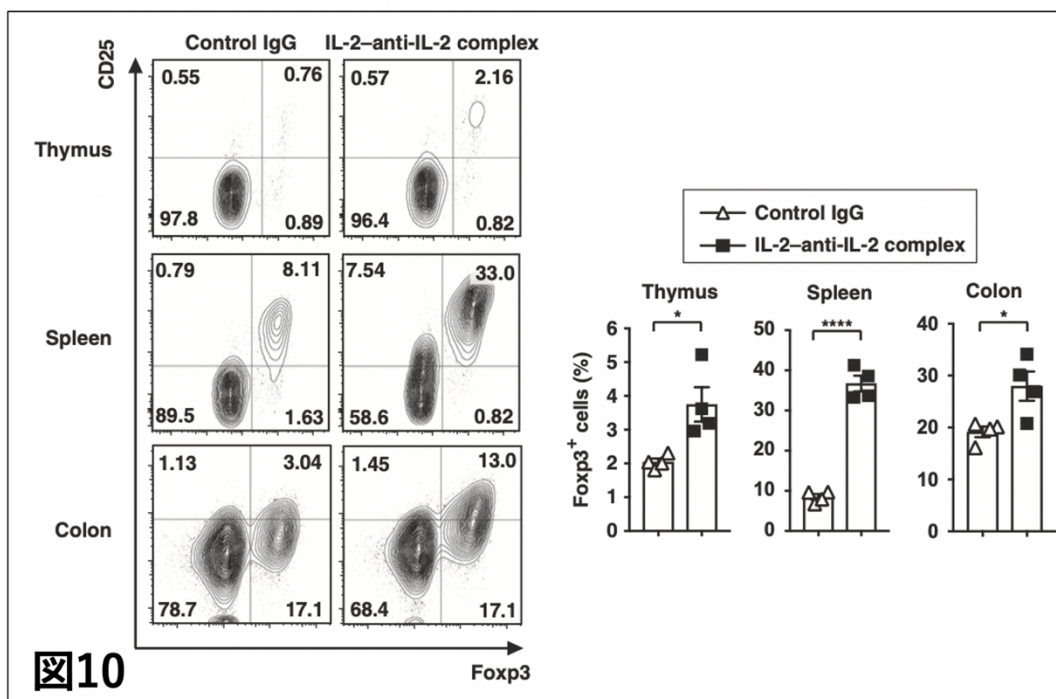 Control IgG IL-2–anti-IL-2 complex
CD25
Thymus
0.55 0.76
97.8 0.89
0.57 2.16
96.4 0.82
Spleen
0.79 8.11
89.5 1.63
7.54 33.0
58.6 0.82
Colon
1.13 3.04
78.7 17.1
1.45 13.0
68.4 17.1
Foxp3
図10
Control IgG
IL-2–anti-IL-2 complex
Foxp3+ cells (%)
Thymus
*
6
5
4
3
2
1
0
Spleen
****
50
40
30
20
10
0
Colon
*
40
30
20
10
0